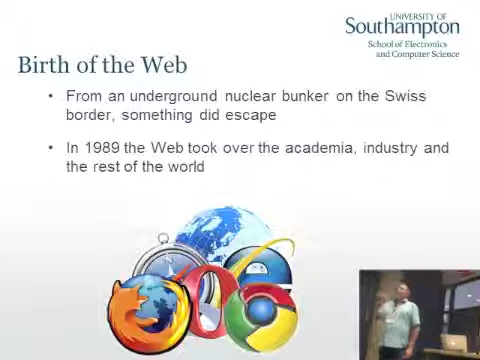 UNIVERSITY OF
Southampton
School of Electronics
and Computer Science
Birth of the Web
• From an underground nuclear bunker on the Swiss
border, something did escape
• In 1989 the Web took over the academia, industry and
the rest of the world